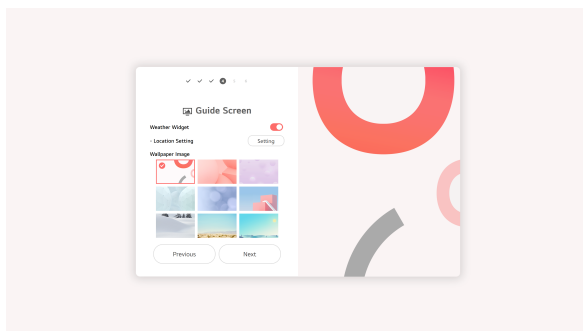 Guide Screen
Weather Widget
Location Setting
Setting
Wallpaper Image
Previous
Next